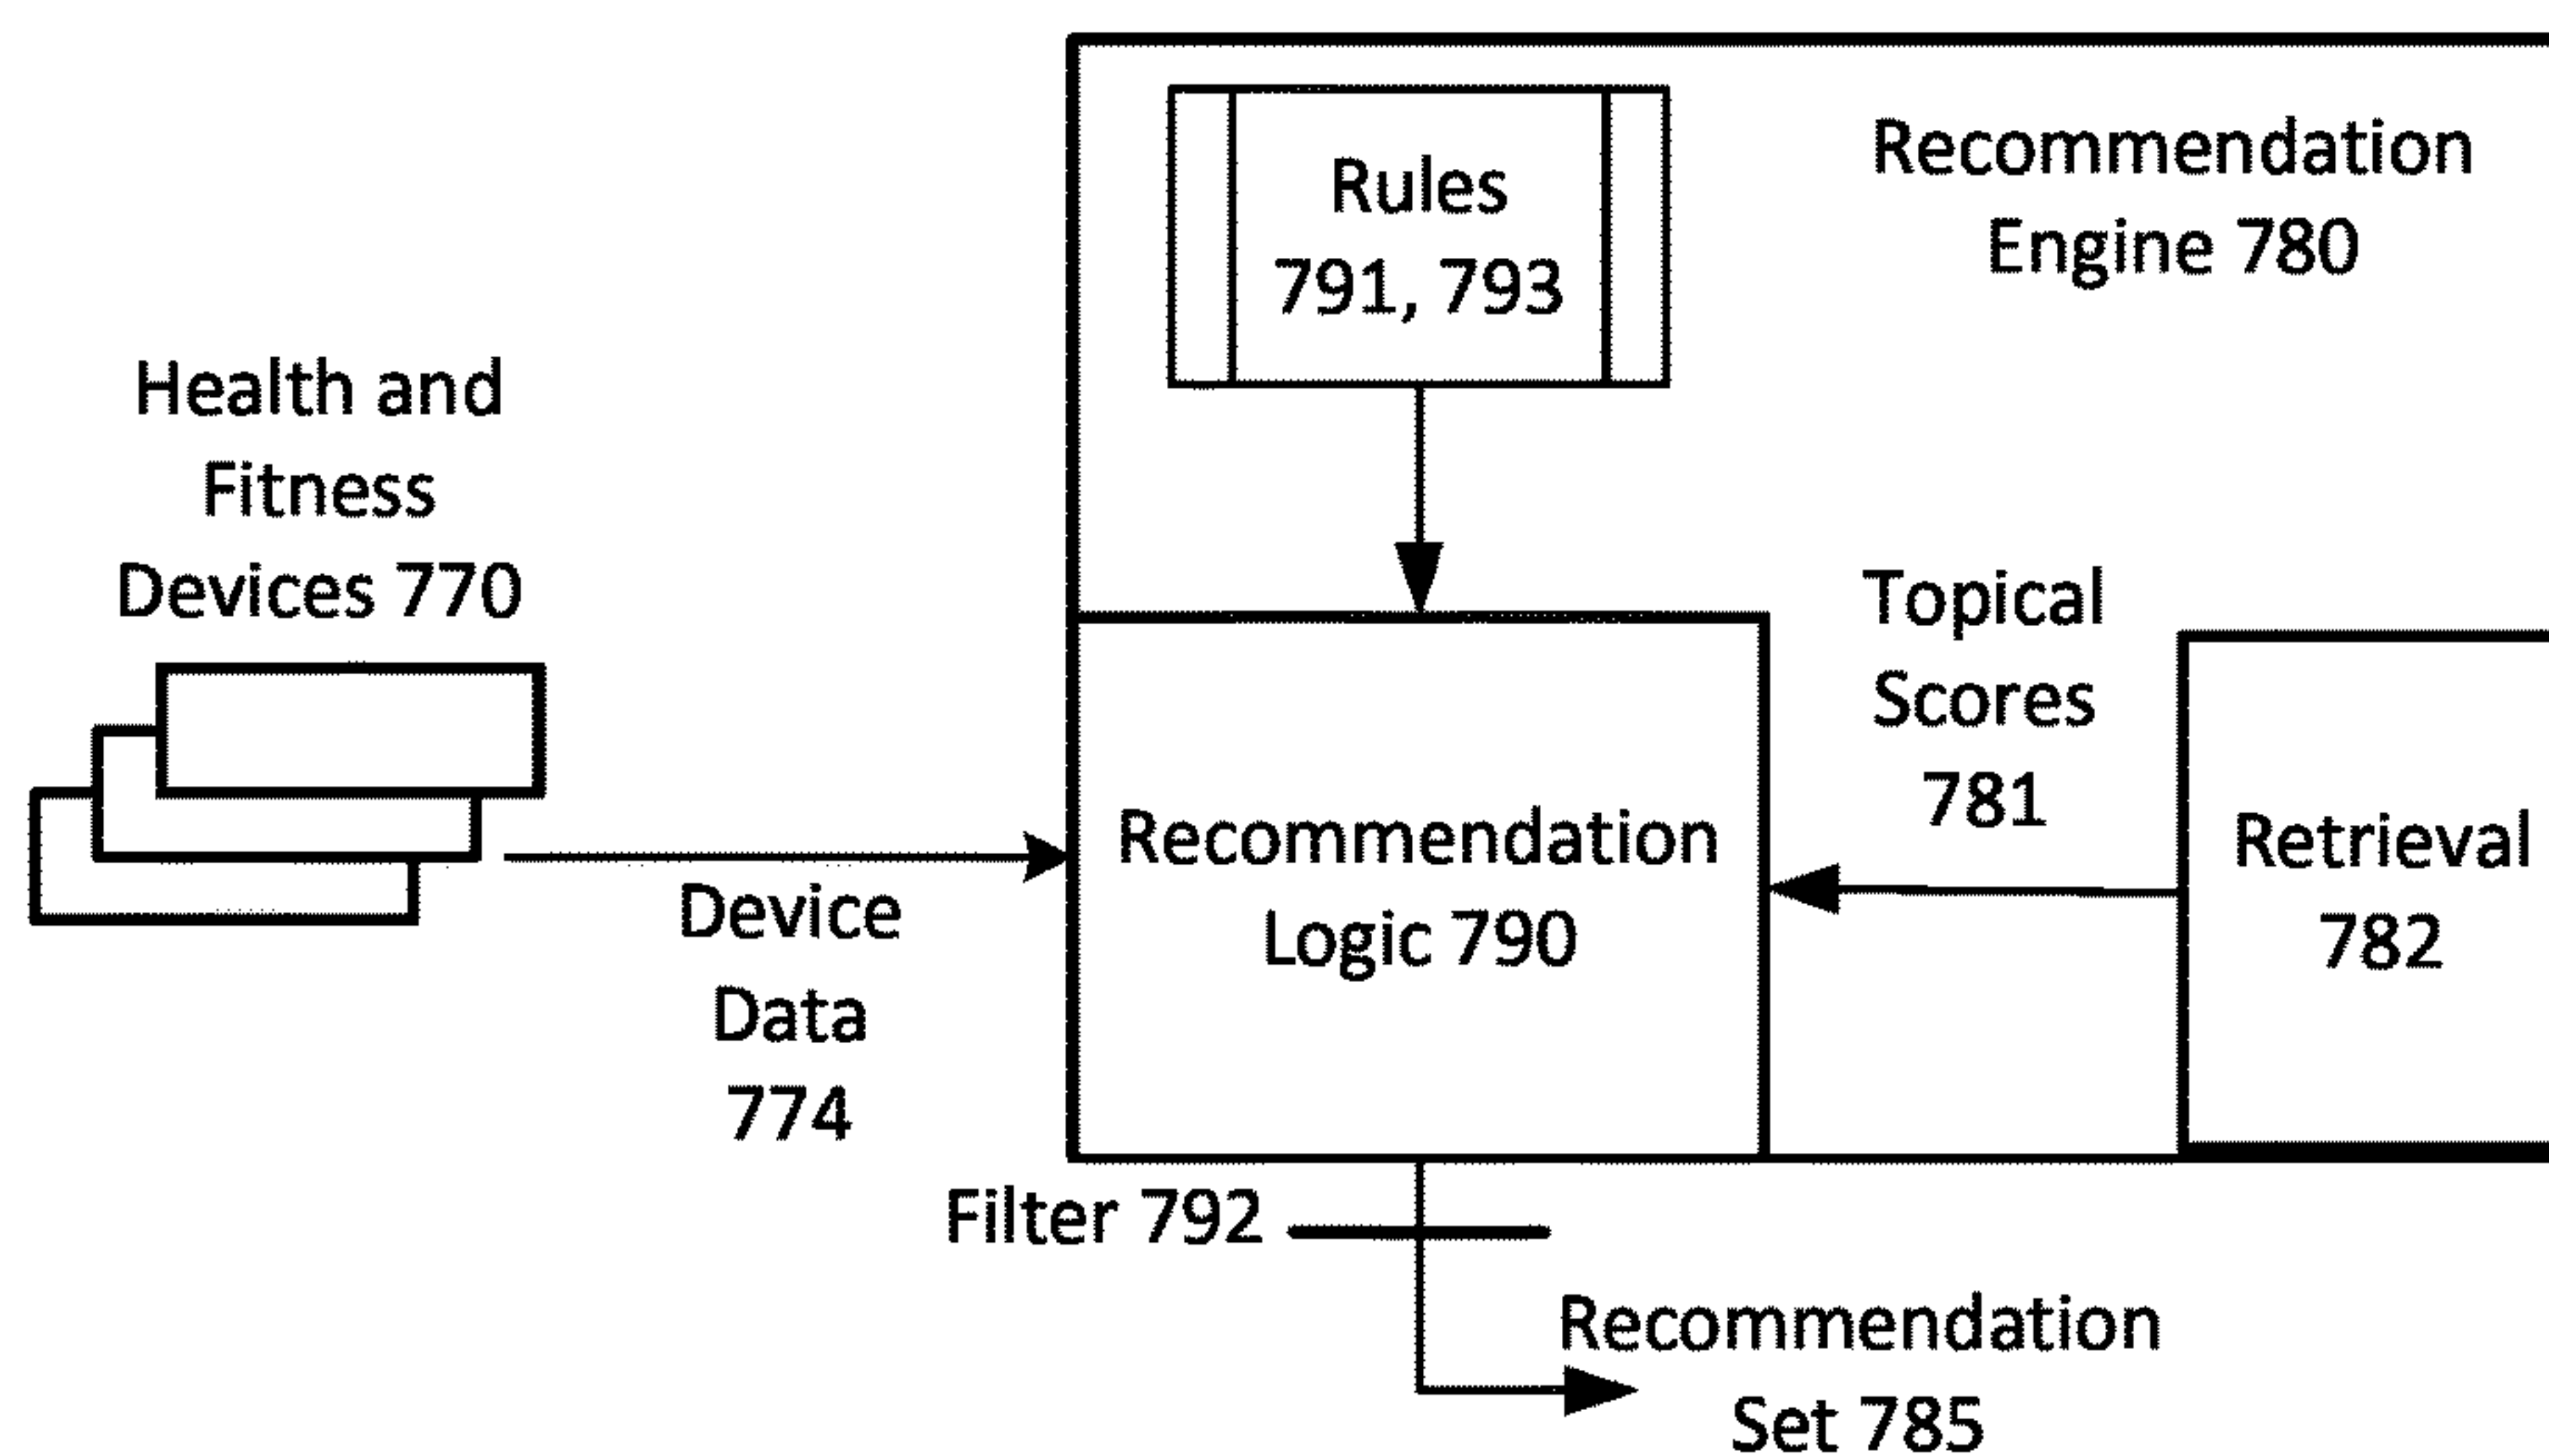 Recommendation
Engine 780
Rules
791, 793
Health and
Fitness
Devices 770
Topical
Scores
781
Recommendation
Logic 790
Retrieval
782
Device
Data
774
Filter 792
Recommendation
Set 785